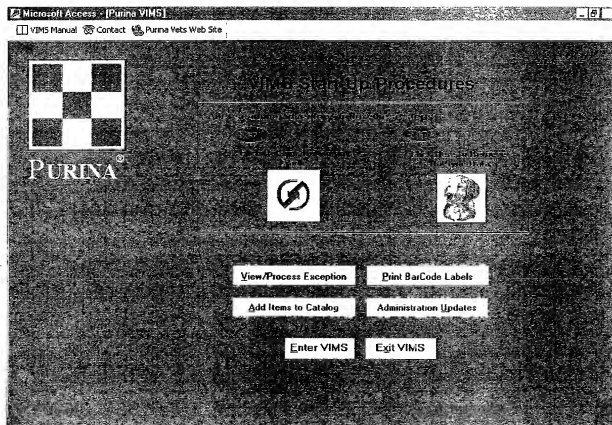 Microsoft Access - [Purina VIMS]
VIMS Manual Contact Purina Vets Web Site
VIMS Start Up Procedures
PURINA®
View/Process Exception Print BarCode Labels
Add Items to Catalog Administration Updates
Enter VIMS Exit VIMS